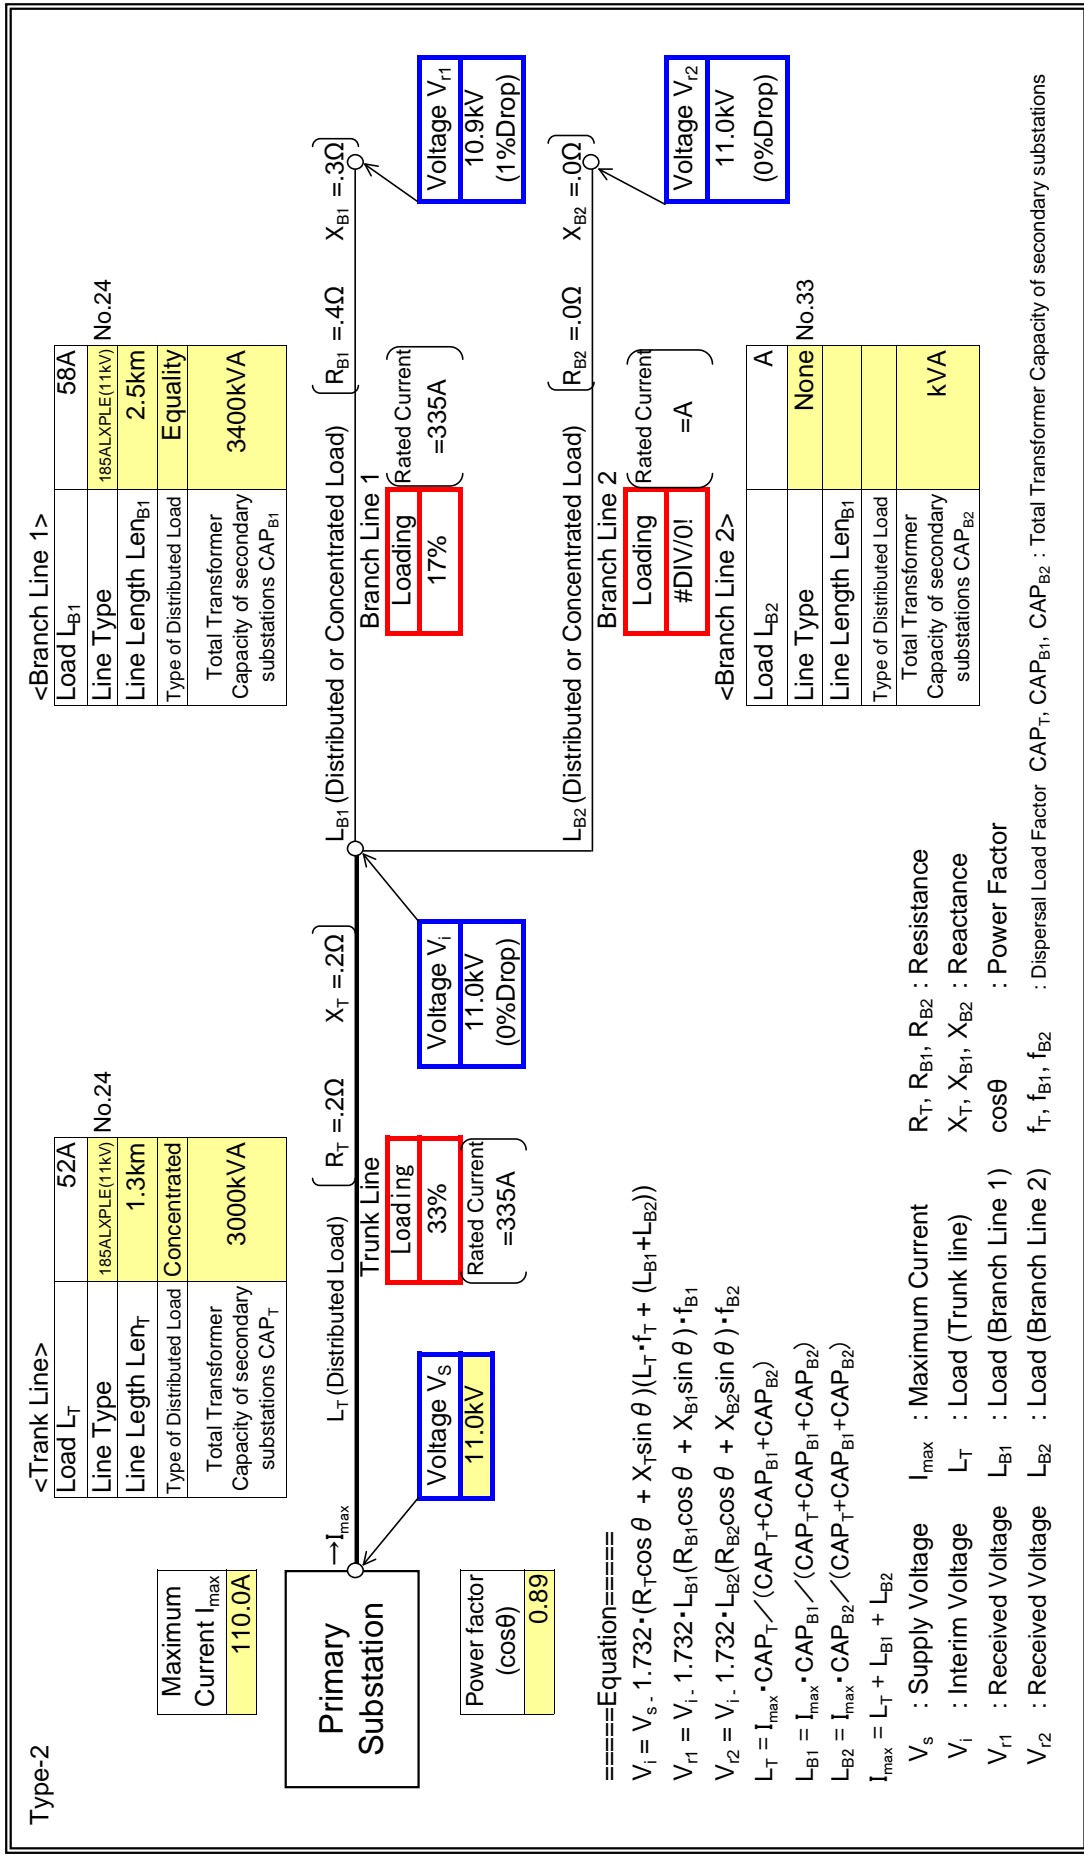 Type-2
Maximum
Current Imax
110.0A
<Trank Line>
Load LT 52A
Line Type 185ALXPLE(11kV) No.24
Line Legth LenT 1.3km
Type of Distributed Load Concentrated
Total Transformer
Capacity of secondary
substations CAPT
3000kVA
<Branch Line 1>
Load LB1 58A
Line Type 185ALXPLE(11kV) No.24
Line Length LenB1 2.5km
Type of Distributed Load Equality
Total Transformer
Capacity of secondary
substations CAPB1
3400kVA
Primary
Substation
→Imax
LT (Distributed Load)
RT =.2Ω XT =.2Ω
Trunk Line
Loading
33%
Rated Current
=335A
LB1 (Distributed or Concentrated Load)
RB1 =.4Ω XB1 =.3Ω
Branch Line 1
Loading
17%
Rated Current
=335A
Voltage VS
11.0kV
Voltage Vi
11.0kV
(0%Drop)
Voltage Vr1
10.9kV
(1%Drop)
Power factor
(cosθ)
0.89
LB2 (Distributed or Concentrated Load)
RB2 =.0Ω XB2 =.0Ω
Branch Line 2
Loading
#DIV/0!
Rated Current
=A
Voltage Vr2
11.0kV
(0%Drop)
<Branch Line 2>
Load LB2 A
Line Type None No.33
Line Length LenB1
Type of Distributed Load
Total Transformer
Capacity of secondary
substations CAPB2
kVA
=====Equation======
Vi = Vs - 1.732・(RTcosθ + XTsinθ)(LT・fT + (LB1+LB2))
Vr1 = Vi - 1.732・LB1(RB1cosθ + XB1sinθ)・fB1
Vr2 = Vi - 1.732・LB2(RB2cosθ + XB2sinθ)・fB2
LT = Imax・CAPT／(CAPT+CAPB1+CAPB2)
LB1 = Imax・CAPB1／(CAPT+CAPB1+CAPB2)
LB2 = Imax・CAPB2／(CAPT+CAPB1+CAPB2)
Imax = LT + LB1 + LB2
Vs : Supply Voltage Imax : Maximum Current RT, RB1, RB2 : Resistance
Vi : Interim Voltage LT : Load (Trunk line) XT, XB1, XB2 : Reactance
Vr1 : Received Voltage LB1 : Load (Branch Line 1) cosθ : Power Factor
Vr2 : Received Voltage LB2 : Load (Branch Line 2) fT, fB1, fB2 : Dispersal Load Factor CAPT, CAPB1, CAPB2 : Total Transformer Capacity of secondary substations